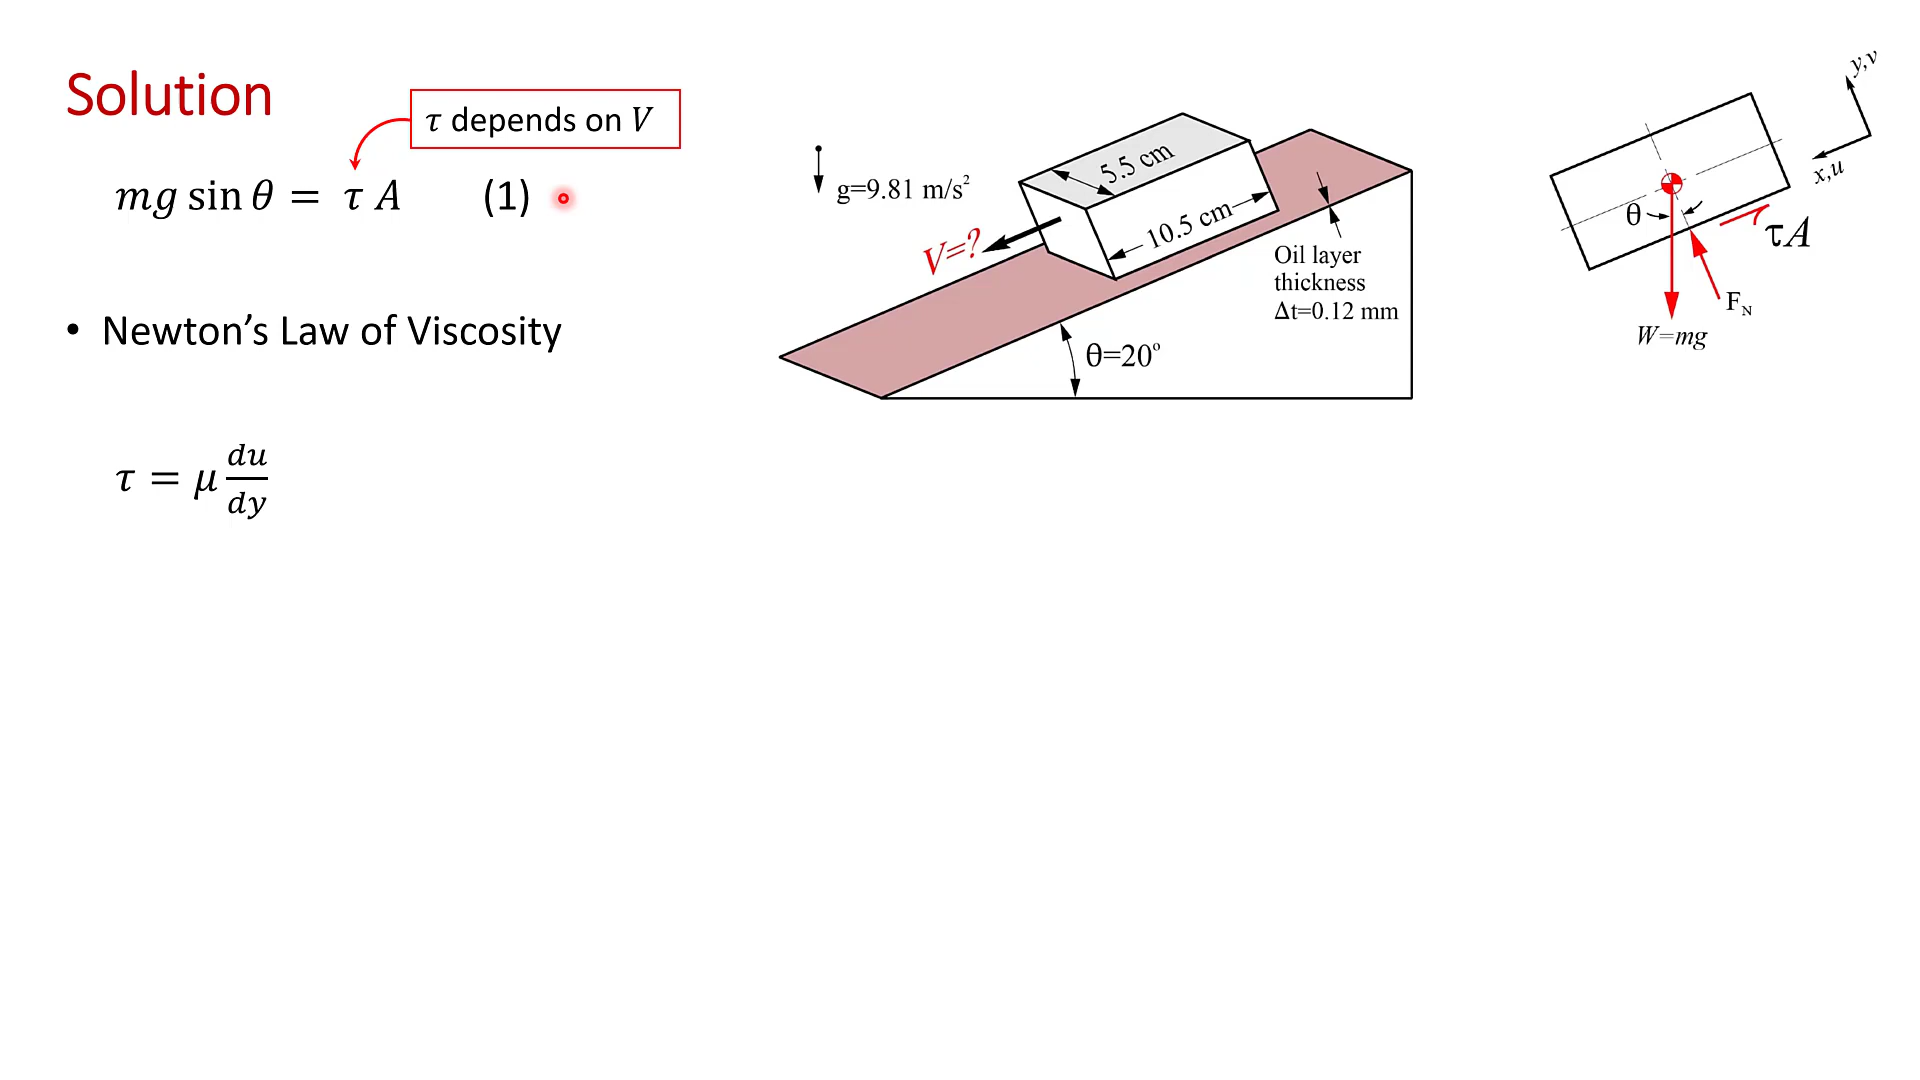 Solution
τ depends on V
mg sin θ = τ A (1)
• Newton's Law of Viscosity
τ = μ du/dy
g=9.81 m/s²
5.5 cm
10.5 cm
V=?
Oil layer
thickness
Δt=0.12 mm
θ=20°
y,v
x,u
θ
τA
F_N
W=mg